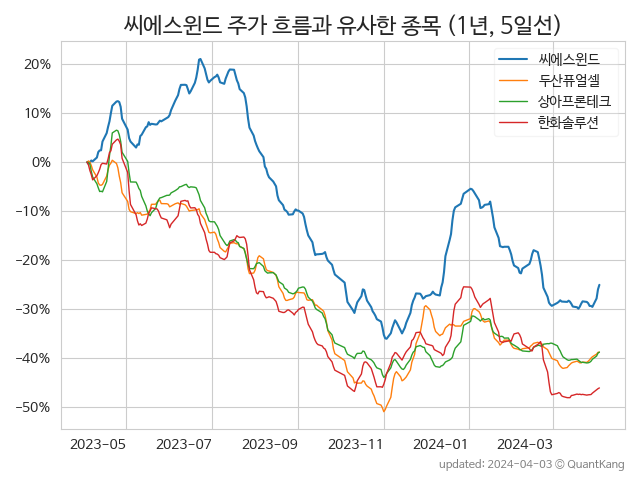 씨에스윈드 주가 흐름과 유사한 종목 (1년, 5일선)
씨에스윈드
두산퓨얼셀
상아프론테크
한화솔루션
20%
10%
0%
−10%
−20%
−30%
−40%
−50%
2023-05 2023-07 2023-09 2023-11 2024-01 2024-03
updated: 2024-04-03 © QuantKang